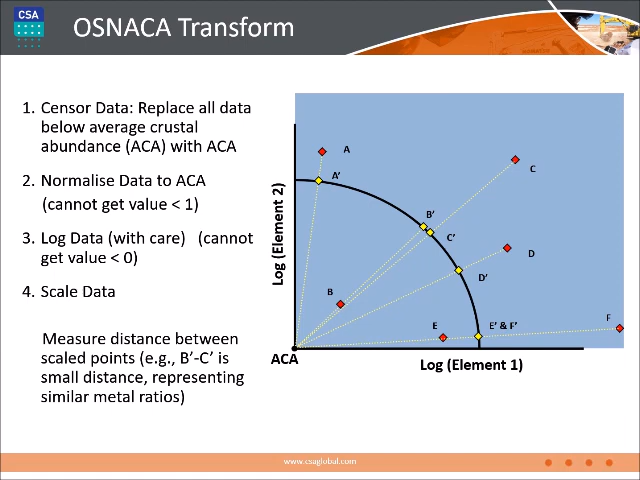 CSA
OSNACA Transform
1. Censor Data: Replace all data
below average crustal
abundance (ACA) with ACA
2. Normalise Data to ACA
(cannot get value < 1)
3. Log Data (with care) (cannot
get value < 0)
4. Scale Data
Measure distance between
scaled points (e.g., B’-C’ is
small distance, representing
similar metal ratios)
Log (Element 2)
A
A’
B’
C
C’
D
D’
B
E
E’ & F’
F
ACA
Log (Element 1)
www.csaglobal.com